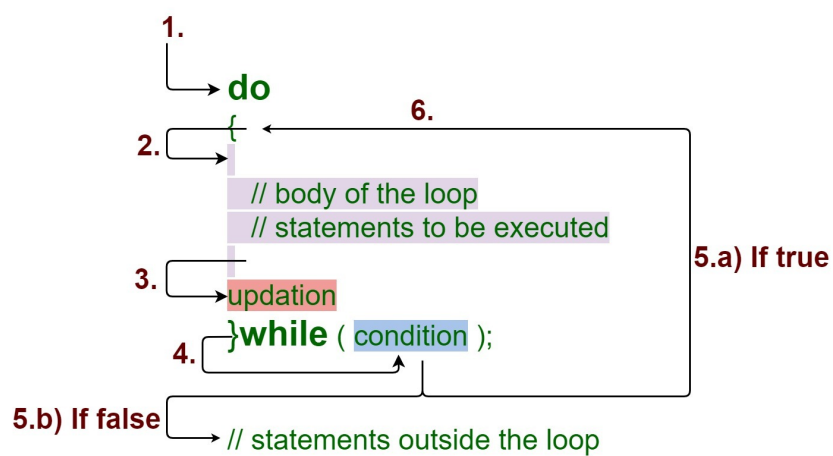 1.
do
6.
{
2.
// body of the loop
// statements to be executed
5.a) If true
3.
updation
}while ( condition );
4.
5.b) If false
// statements outside the loop